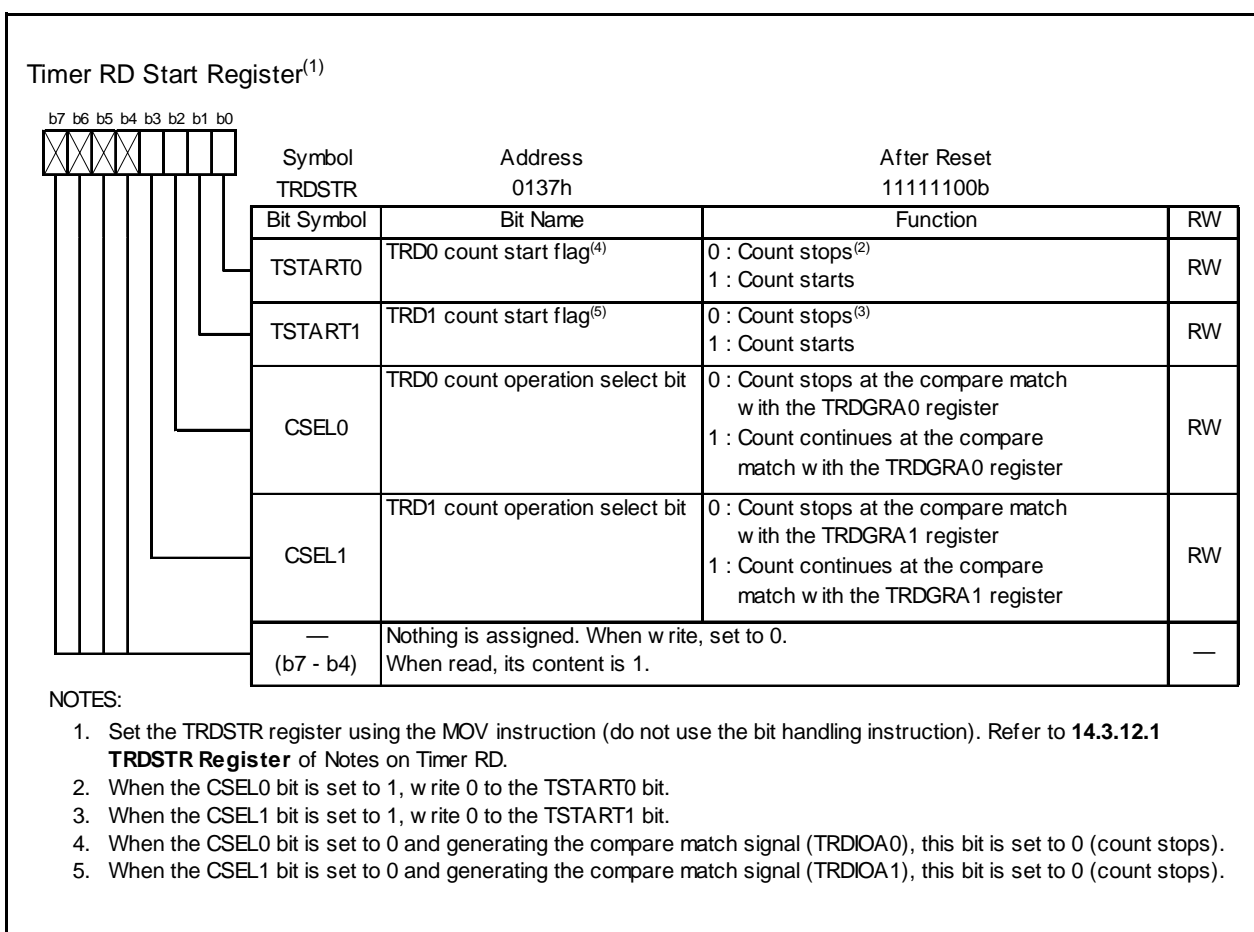 Timer RD Start Register(1)
b7 b6 b5 b4 b3 b2 b1 b0
Symbol Address After Reset
TRDSTR 0137h 11111100b
Bit Symbol Bit Name Function RW
TSTART0 TRD0 count start flag(4) 0 : Count stops(2) RW
1 : Count starts
TSTART1 TRD1 count start flag(5) 0 : Count stops(3) RW
1 : Count starts
CSEL0 TRD0 count operation select bit 0 : Count stops at the compare match RW
with the TRDGRA0 register
1 : Count continues at the compare
match with the TRDGRA0 register
CSEL1 TRD1 count operation select bit 0 : Count stops at the compare match RW
with the TRDGRA1 register
1 : Count continues at the compare
match with the TRDGRA1 register
— Nothing is assigned. When write, set to 0. —
(b7 - b4) When read, its content is 1.
NOTES:
1. Set the TRDSTR register using the MOV instruction (do not use the bit handling instruction). Refer to 14.3.12.1
TRDSTR Register of Notes on Timer RD.
2. When the CSEL0 bit is set to 1, write 0 to the TSTART0 bit.
3. When the CSEL1 bit is set to 1, write 0 to the TSTART1 bit.
4. When the CSEL0 bit is set to 0 and generating the compare match signal (TRDIOA0), this bit is set to 0 (count stops).
5. When the CSEL1 bit is set to 0 and generating the compare match signal (TRDIOA1), this bit is set to 0 (count stops).